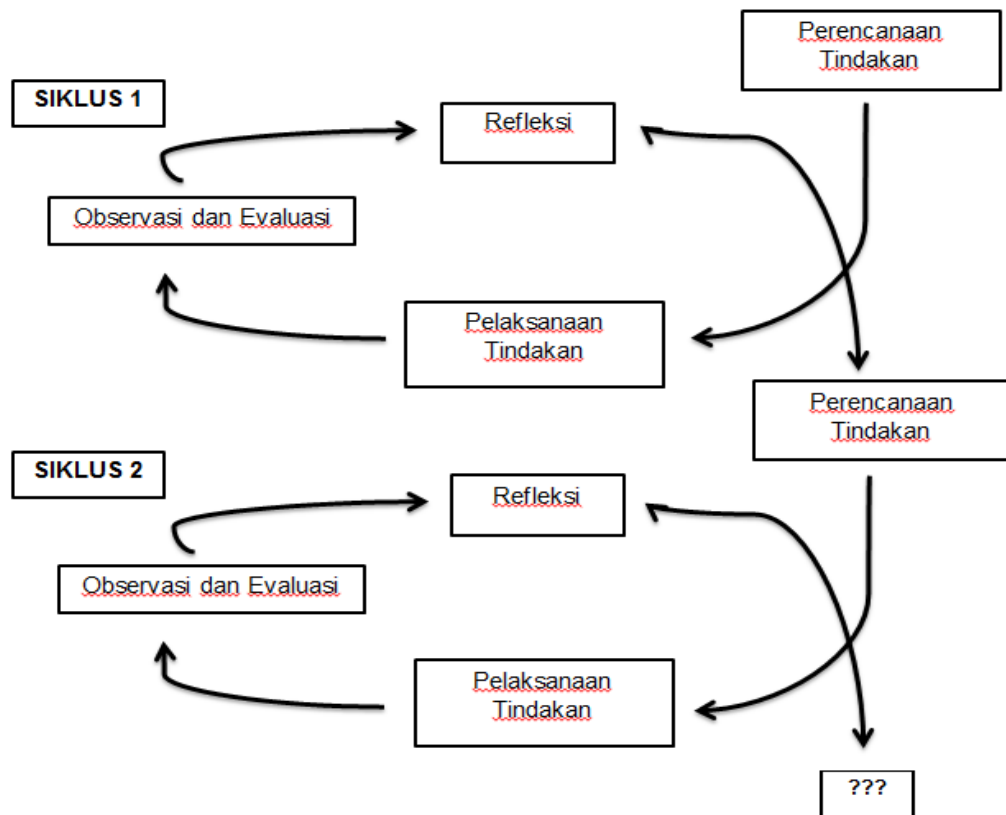 Perencanaan
Tindakan
SIKLUS 1
Refleksi
Observasi dan Evaluasi
Pelaksanaan
Tindakan
Perencanaan
Tindakan
SIKLUS 2
Refleksi
Observasi dan Evaluasi
Pelaksanaan
Tindakan
???